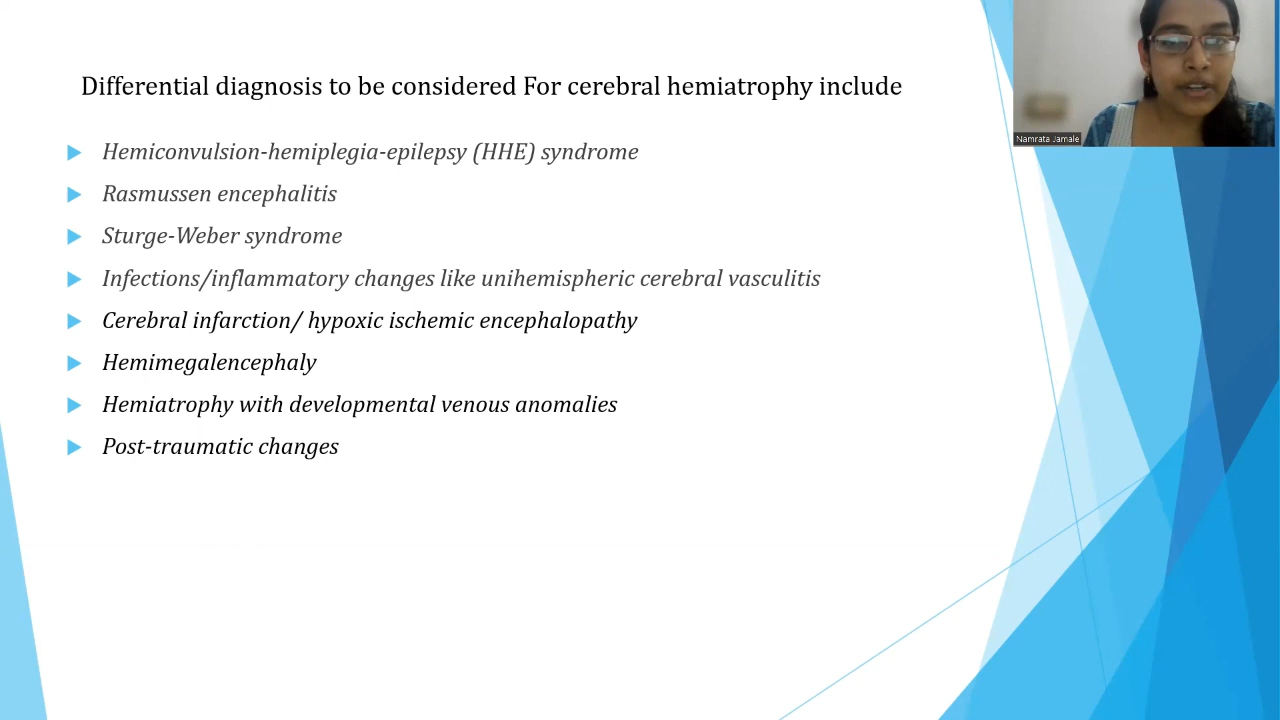 Differential diagnosis to be considered For cerebral hemiatrophy include
Hemiconvulsion-hemiplegia-epilepsy (HHE) syndrome
Rasmussen encephalitis
Sturge-Weber syndrome
Infections/inflammatory changes like unihemispheric cerebral vasculitis
Cerebral infarction/ hypoxic ischemic encephalopathy
Hemimegalencephaly
Hemiatrophy with developmental venous anomalies
Post-traumatic changes
Namrata Jamale